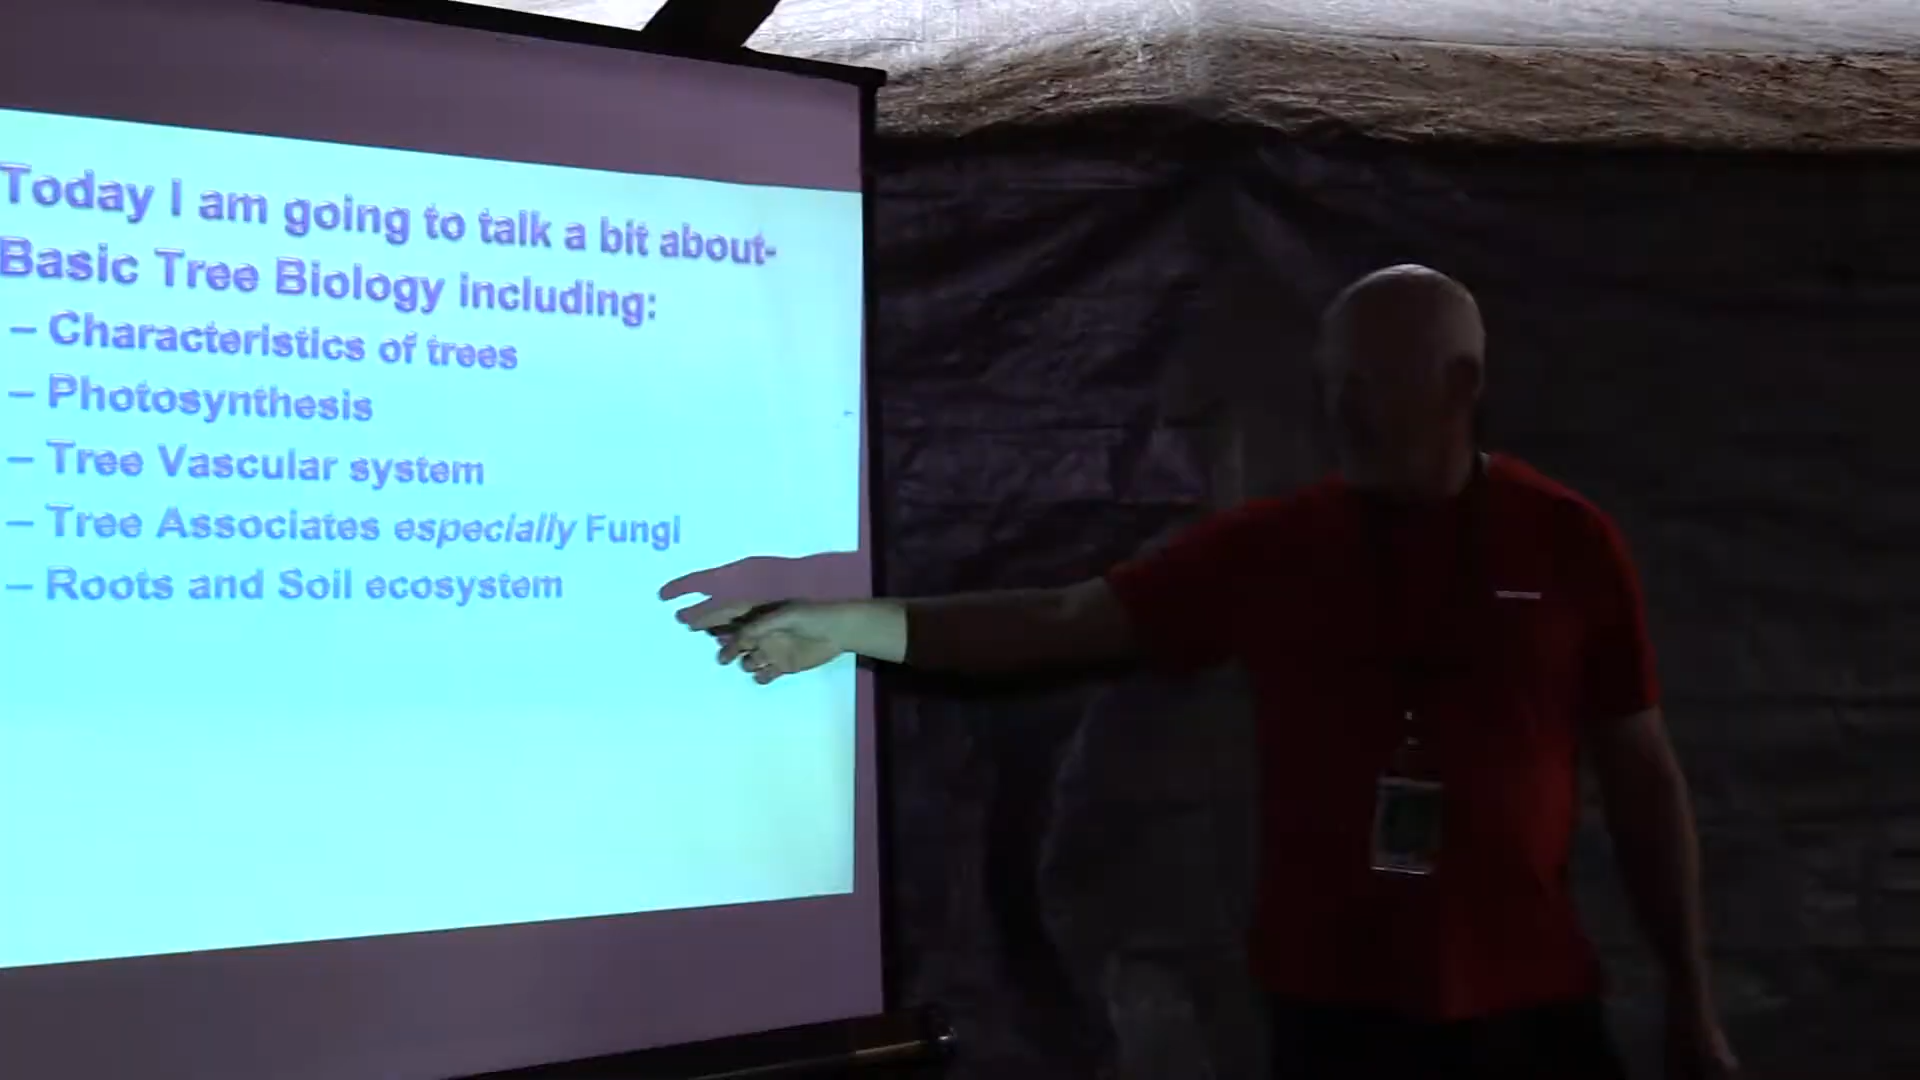 Today I am going to talk a bit about-
Basic Tree Biology including:
– Characteristics of trees
– Photosynthesis
– Tree Vascular system
– Tree Associates especially Fungi
– Roots and Soil ecosystem